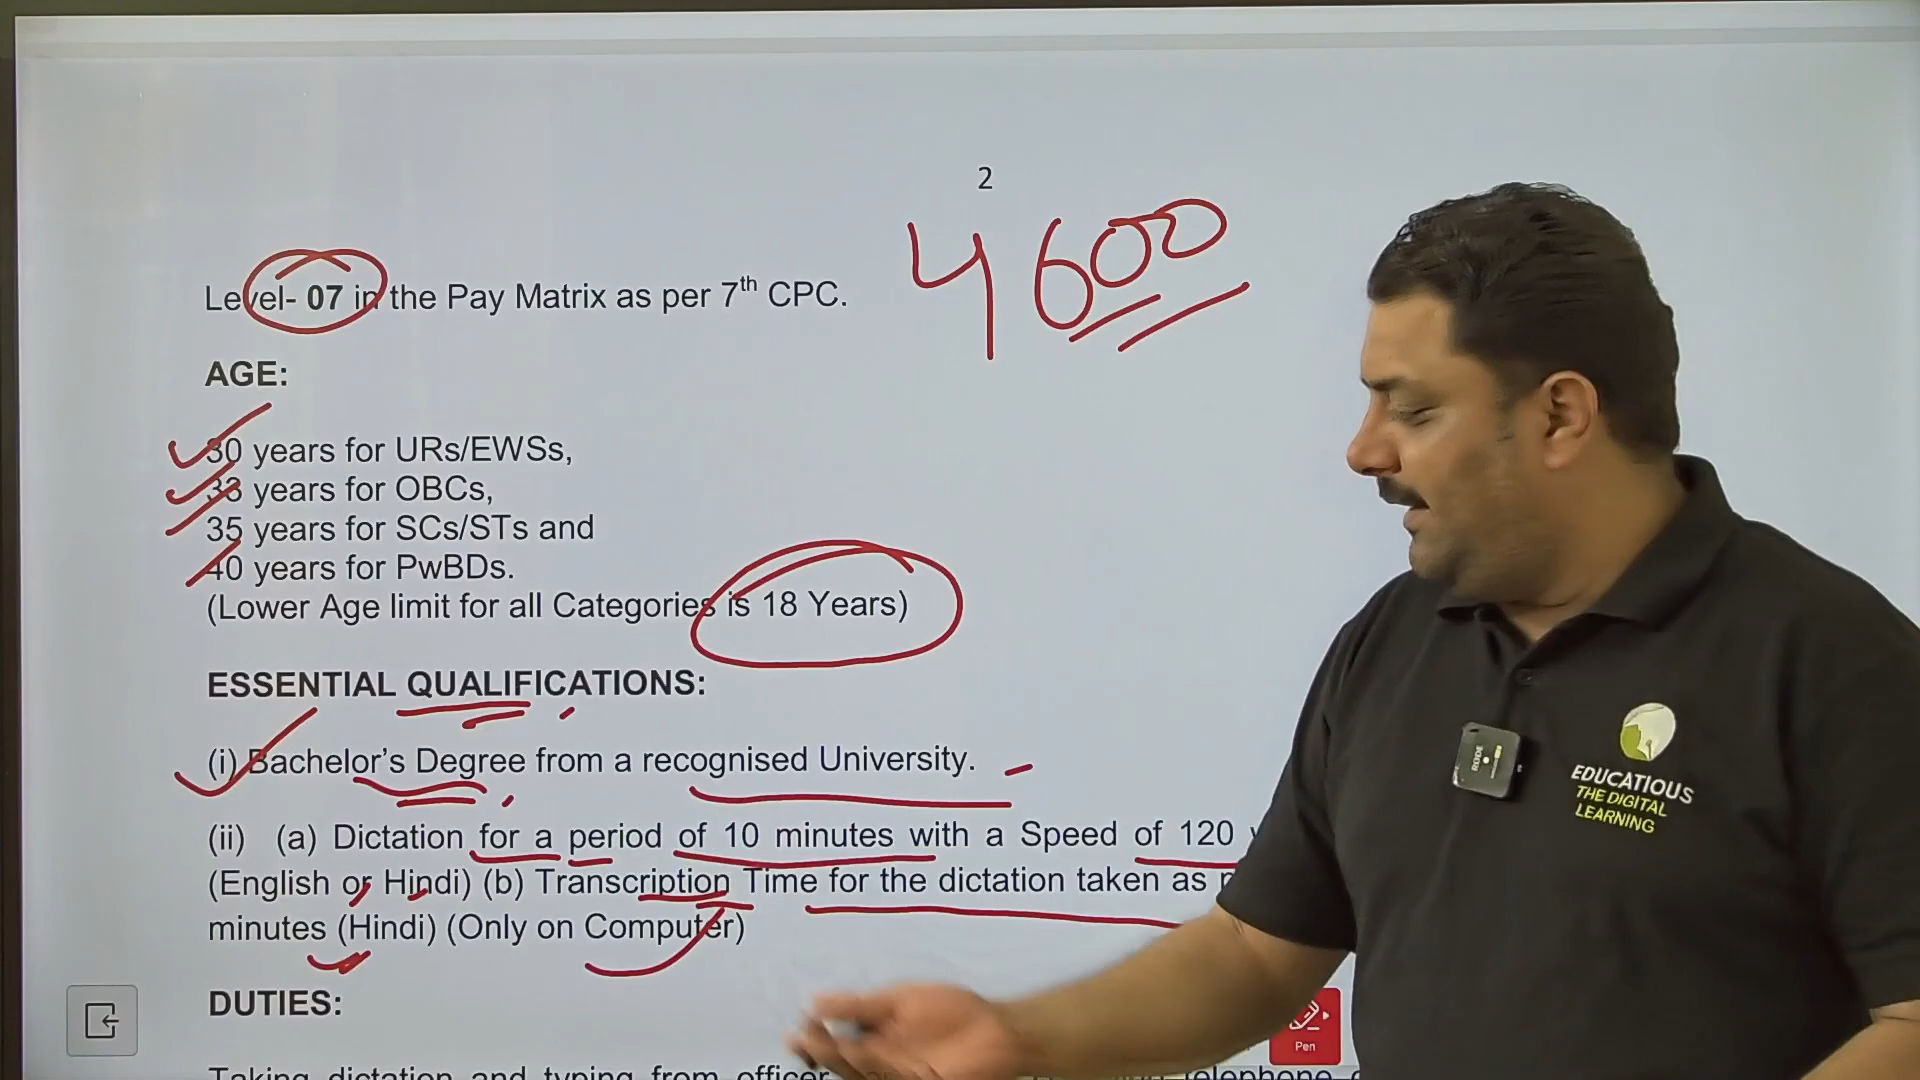 2
4600
Level- 07 in the Pay Matrix as per 7th CPC.
AGE:
30 years for URs/EWSs,
33 years for OBCs,
35 years for SCs/STs and
40 years for PwBDs.
(Lower Age limit for all Categories is 18 Years)
ESSENTIAL QUALIFICATIONS:
(i) Bachelor's Degree from a recognised University.
(ii) (a) Dictation for a period of 10 minutes with a Speed of 120
(English or Hindi) (b) Transcription Time for the dictation taken as
minutes (Hindi) (Only on Computer)
DUTIES:
Taking dictation and typing from officer
telephone
Pen
RODE
EDUCATIOUS
THE DIGITAL
LEARNING